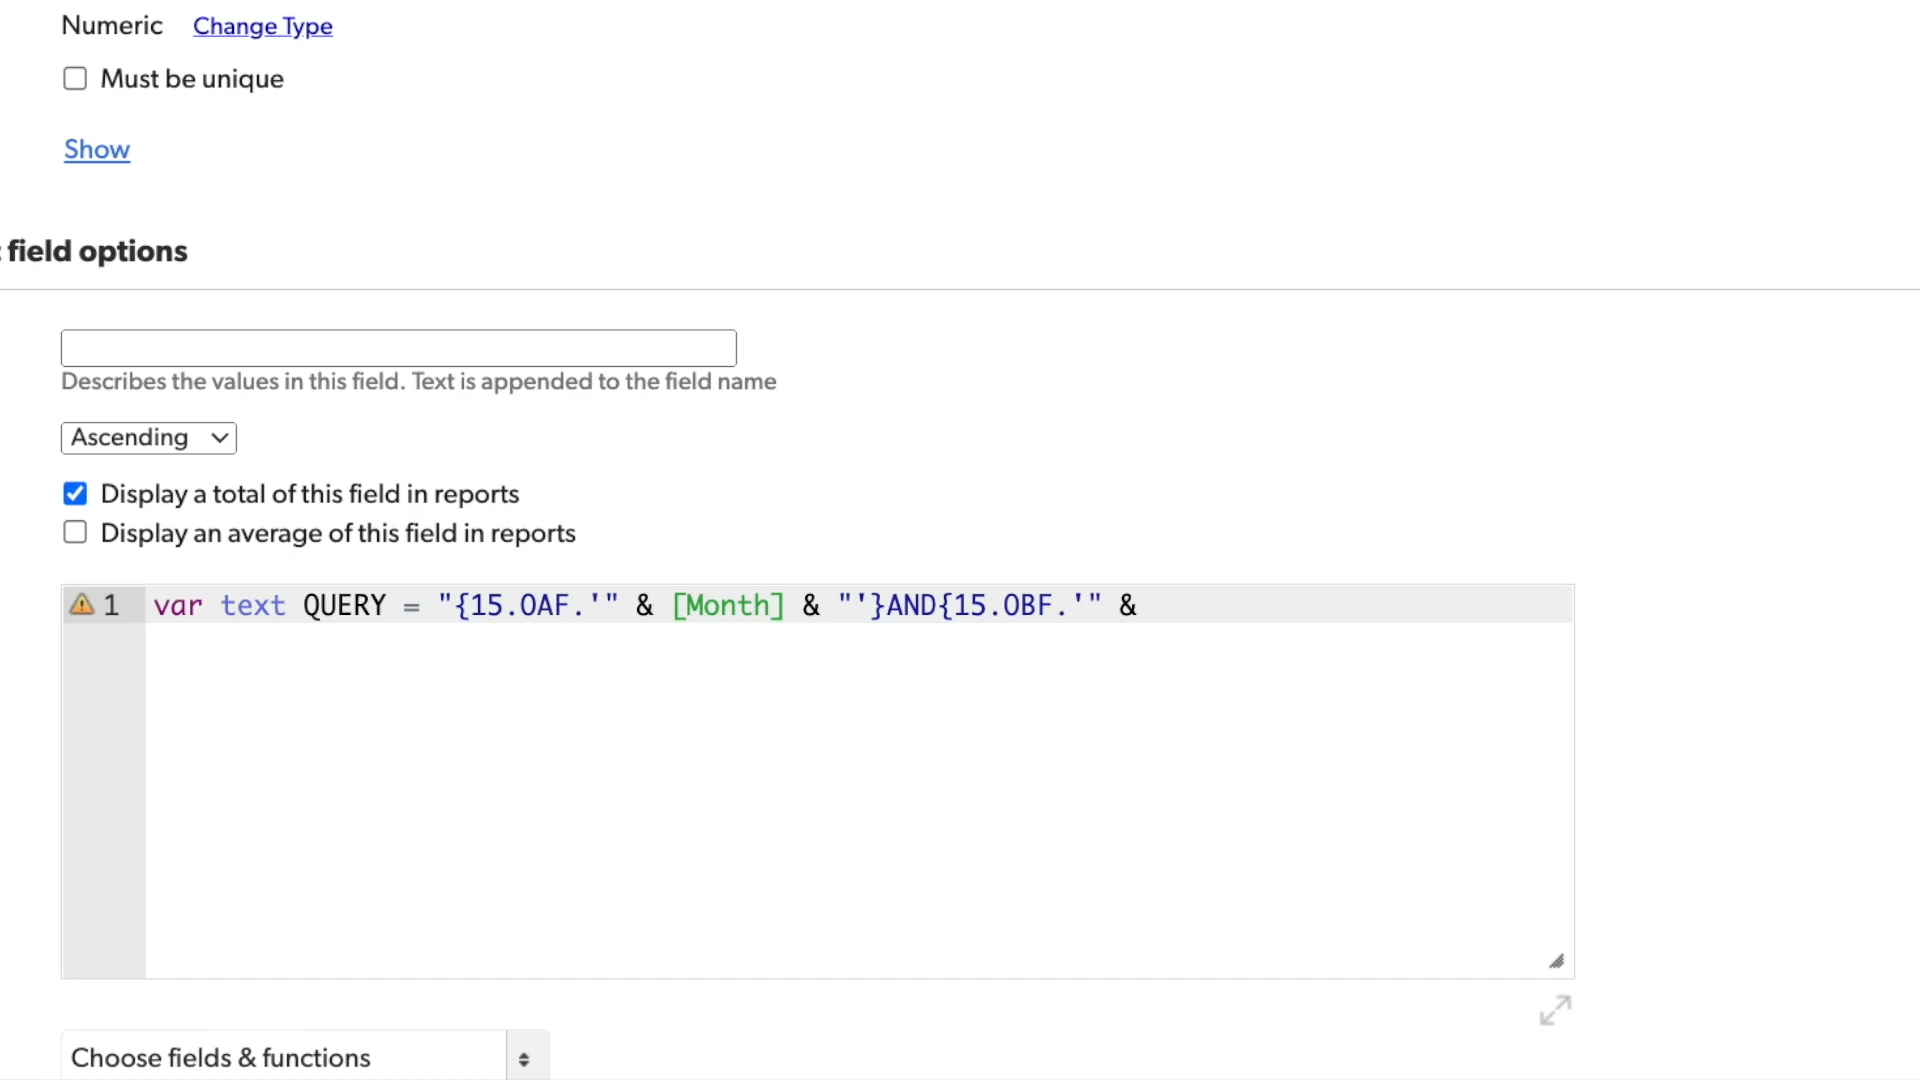 Numeric Change Type
Must be unique
Show
field options
Describes the values in this field. Text is appended to the field name
Ascending
Display a total of this field in reports
Display an average of this field in reports
1 var text QUERY = "{15.OAF.'" & [Month] & "'}AND{15.OBF.'" &
Choose fields & functions